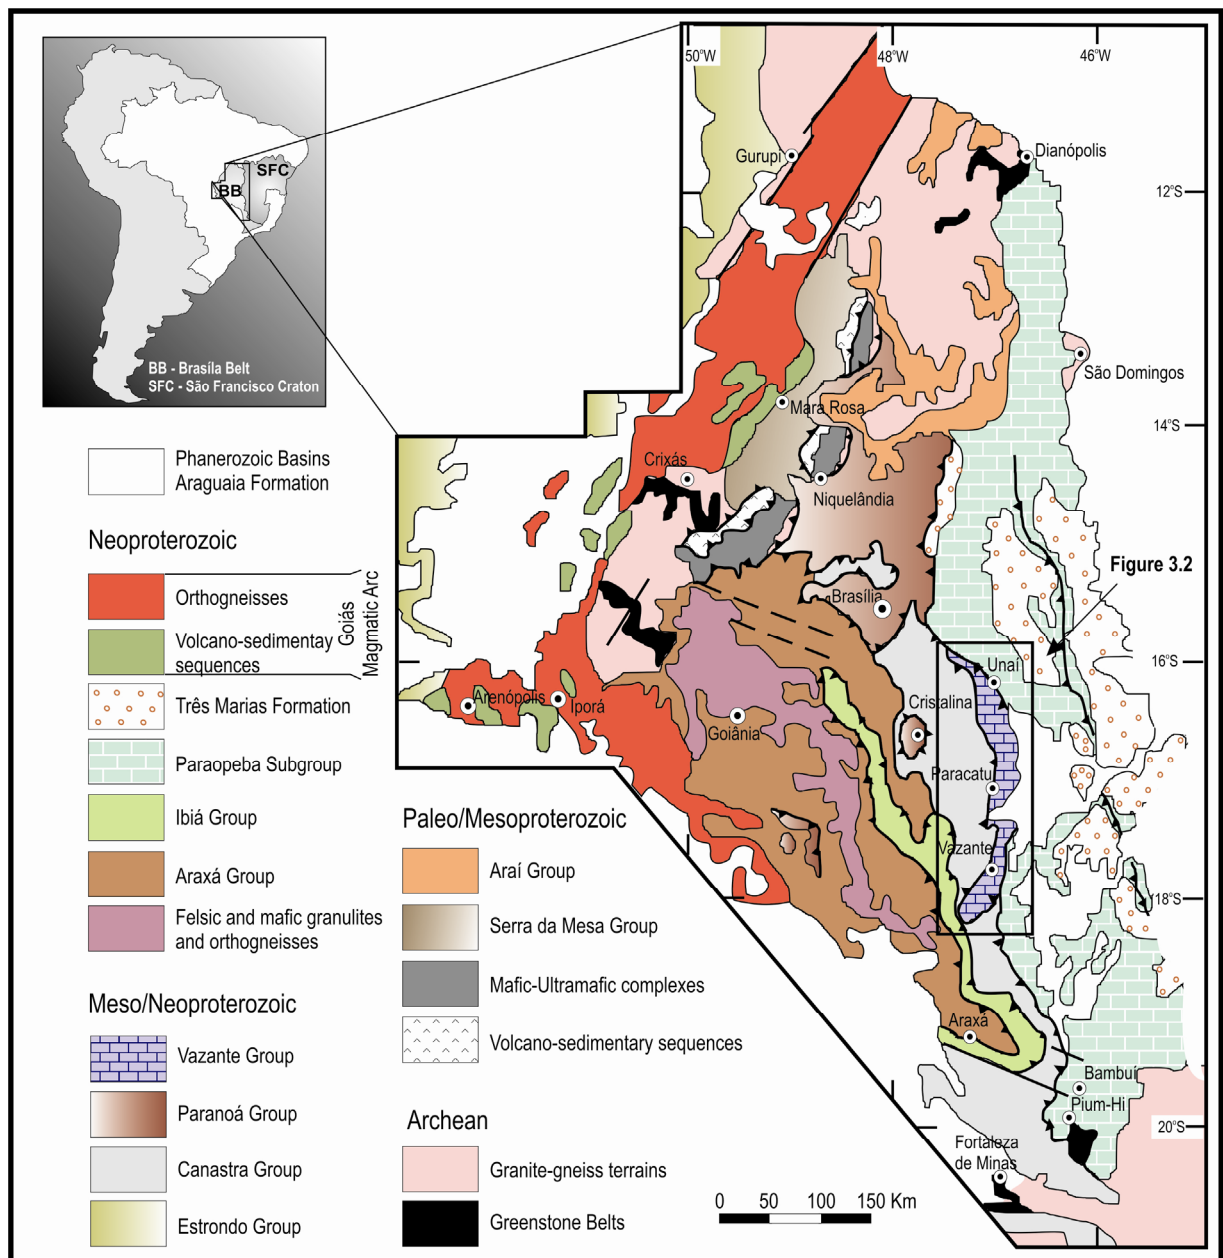 50°W
48°W
46°W
Gurupi
Dianópolis
12°S
SFC
BB
BB - Brasíla Belt
SFC - São Francisco Craton
São Domingos
Mara Rosa
14°S
Crixás
Niquelândia
Figure 3.2
Brasília
16°S
Unaí
Arenópolis
Iporá
Cristalina
Goiânia
Paracatu
Vazante
18°S
Araxá
Bambuí
Pium-Hi
20°S
Fortaleza
de Minas
0 50 100 150 Km
Phanerozoic Basins
Araguaia Formation
Neoproterozoic
Orthogneisses
Volcano-sedimentay
sequences
Goiás
Magmatic Arc
Três Marias Formation
Paraopeba Subgroup
Ibiá Group
Araxá Group
Felsic and mafic granulites
and orthogneisses
Meso/Neoproterozoic
Vazante Group
Paranoá Group
Canastra Group
Estrondo Group
Paleo/Mesoproterozoic
Araí Group
Serra da Mesa Group
Mafic-Ultramafic complexes
Volcano-sedimentary sequences
Archean
Granite-gneiss terrains
Greenstone Belts